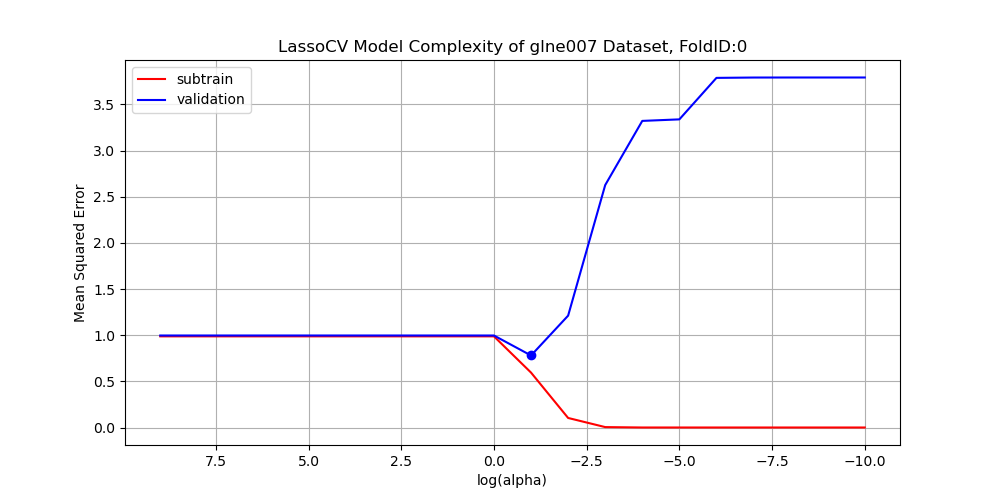 LassoCV Model Complexity of glne007 Dataset, FoldID:0
subtrain
validation
Mean Squared Error
3.5
3.0
2.5
2.0
1.5
1.0
0.5
0.0
7.5 5.0 2.5 0.0 −2.5 −5.0 −7.5 −10.0
log(alpha)